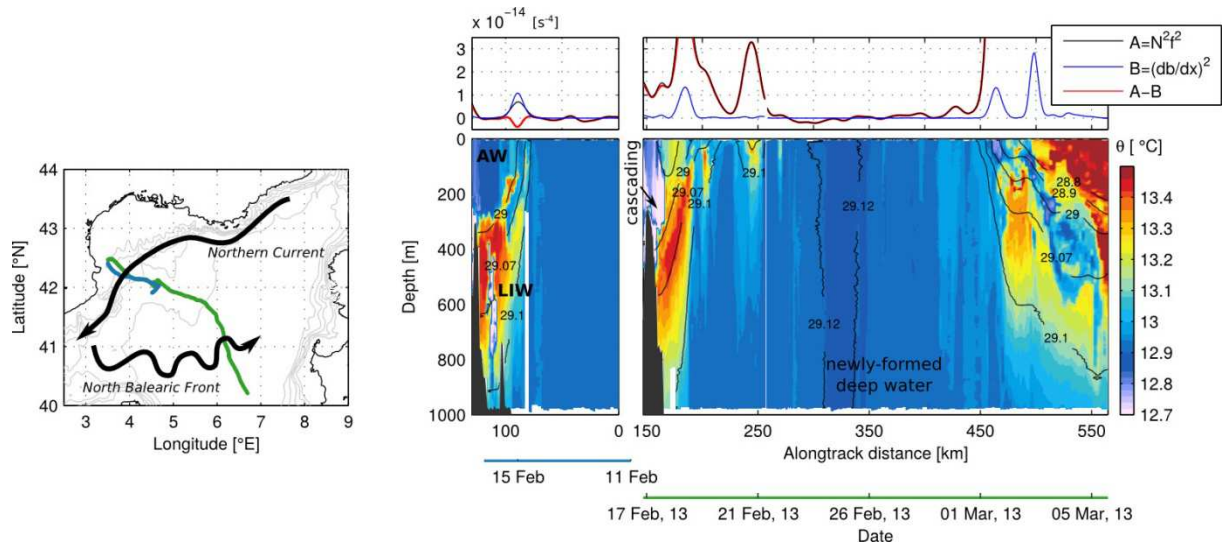 x 10⁻¹⁴ [s⁻⁴]
3
2
1
0
A=N²f²
B=(db/dx)²
A−B
44
43
42
41
40
Latitude [°N]
Northern Current
North Balearic Front
3 4 5 6 7 8 9
Longitude [°E]
0
200
400
600
800
1000
Depth [m]
AW
29
29.07
LIW
29.1
100 0
15 Feb 11 Feb
cascading
29
29.07
29.1
29.1
29.12
29.12
newly-formed
deep water
28.8
28.9
29
29.07
29.1
150 250 350 450 550
Alongtrack distance [km]
17 Feb, 13 21 Feb, 13 26 Feb, 13 01 Mar, 13 05 Mar, 13
Date
θ [°C]
13.4
13.3
13.2
13.1
13
12.9
12.8
12.7